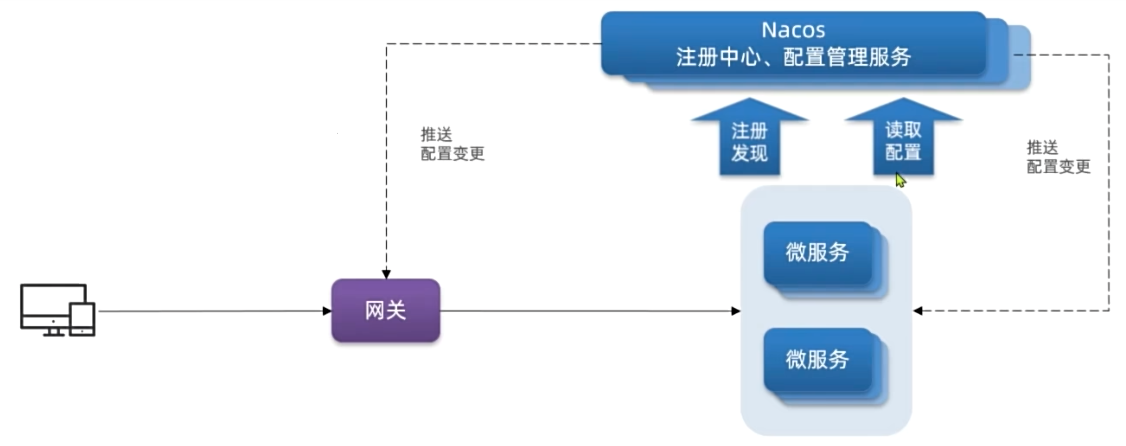 Nacos
注册中心、配置管理服务
推送
配置变更
注册
发现
读取
配置
推送
配置变更
微服务
网关
微服务